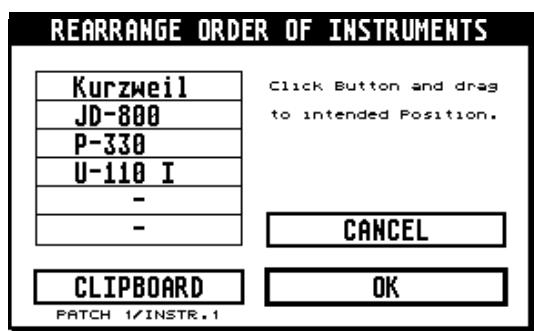 REARRANGE ORDER OF INSTRUMENTS
Kurzweil
JD-800
P-330
U-110 I
-
-
Click Button and drag
to intended Position.
CANCEL
CLIPBOARD
OK
PATCH 1/INSTR.1